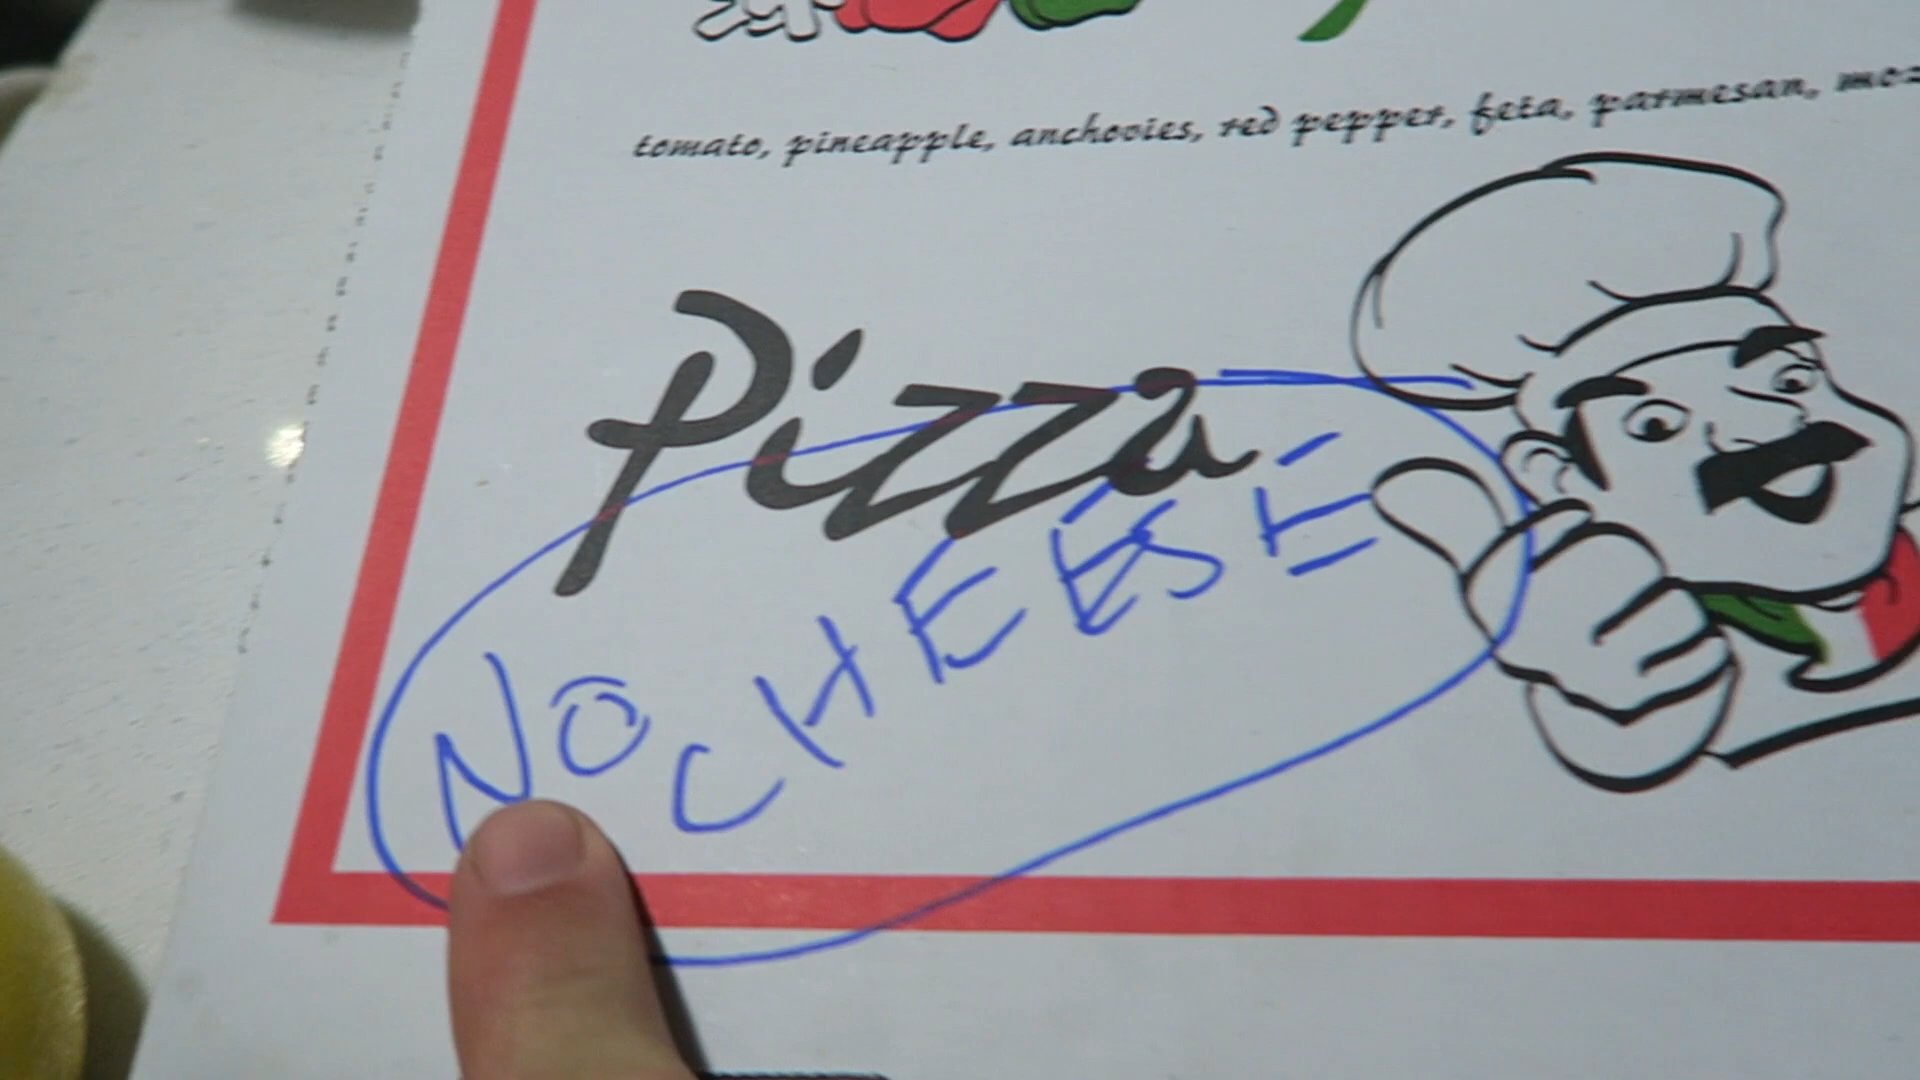 tomato, pineapple, anchovies, red pepper, feta, parmesan,
Pizza
NO CHEESE